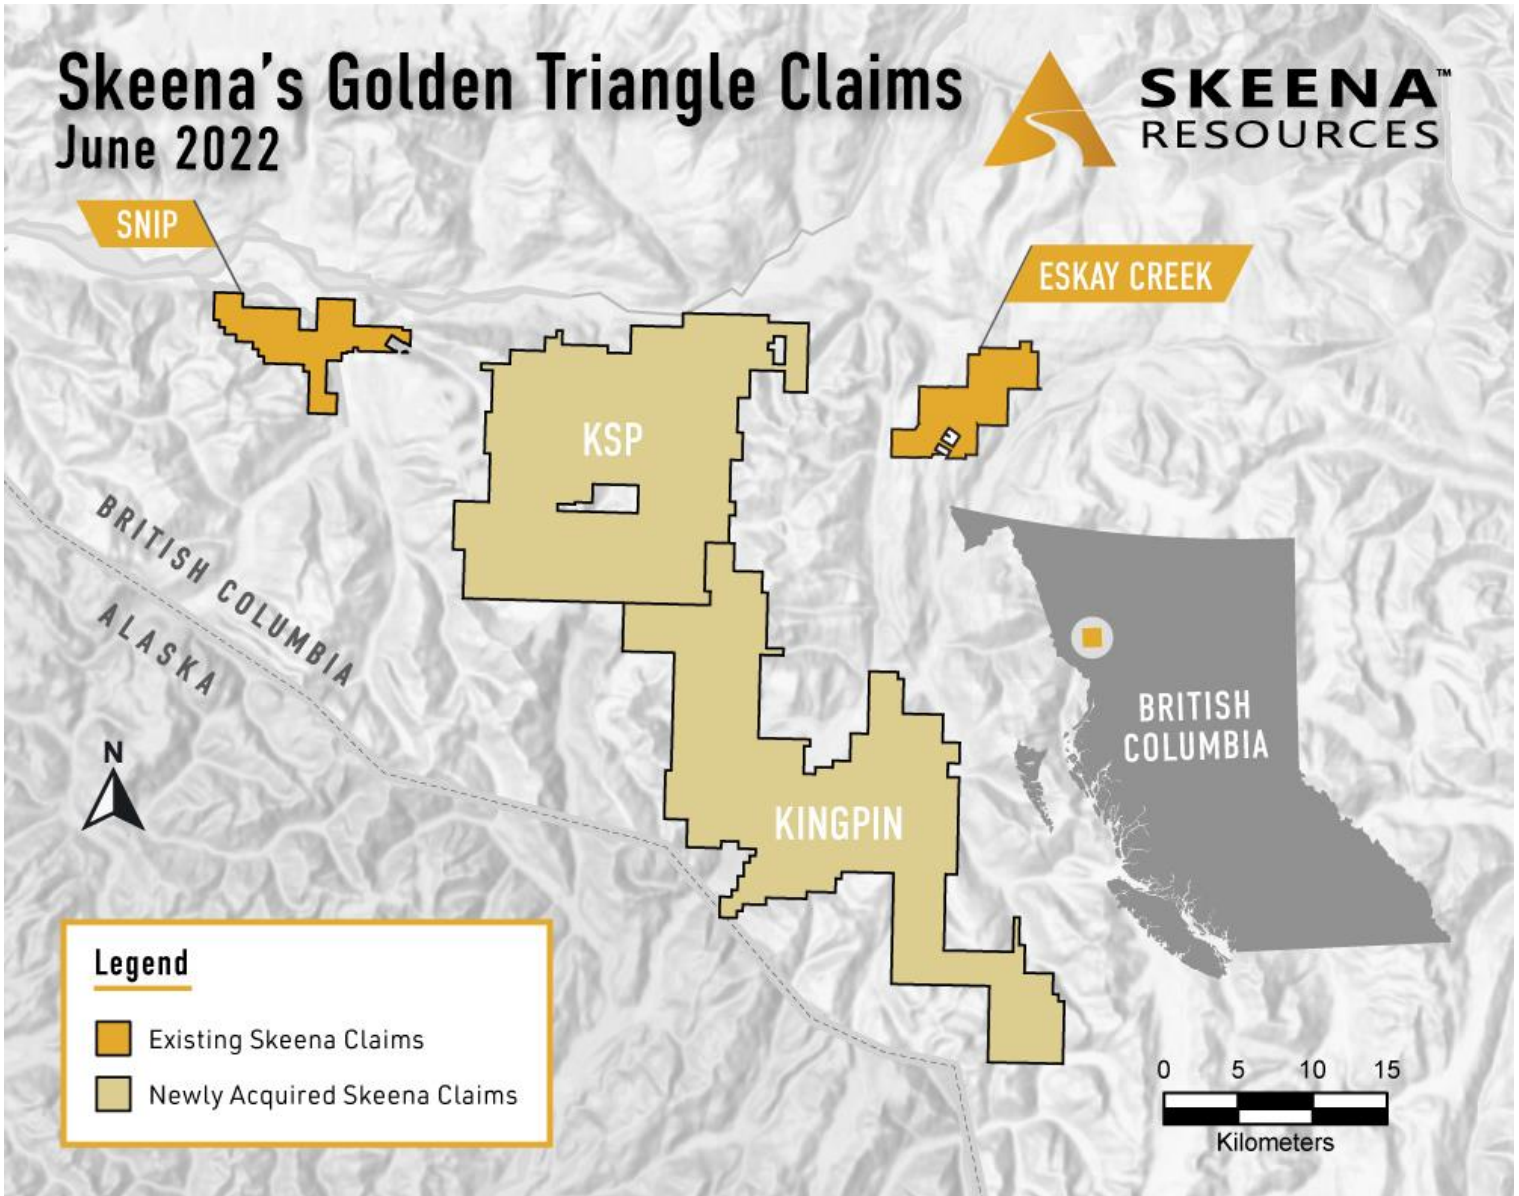 Skeena's Golden Triangle Claims
June 2022
SKEENA™
RESOURCES
SNIP
ESKAY CREEK
KSP
BRITISH COLUMBIA
ALASKA
BRITISH
COLUMBIA
N
KINGPIN
Legend
Existing Skeena Claims
Newly Acquired Skeena Claims
0 5 10 15
Kilometers